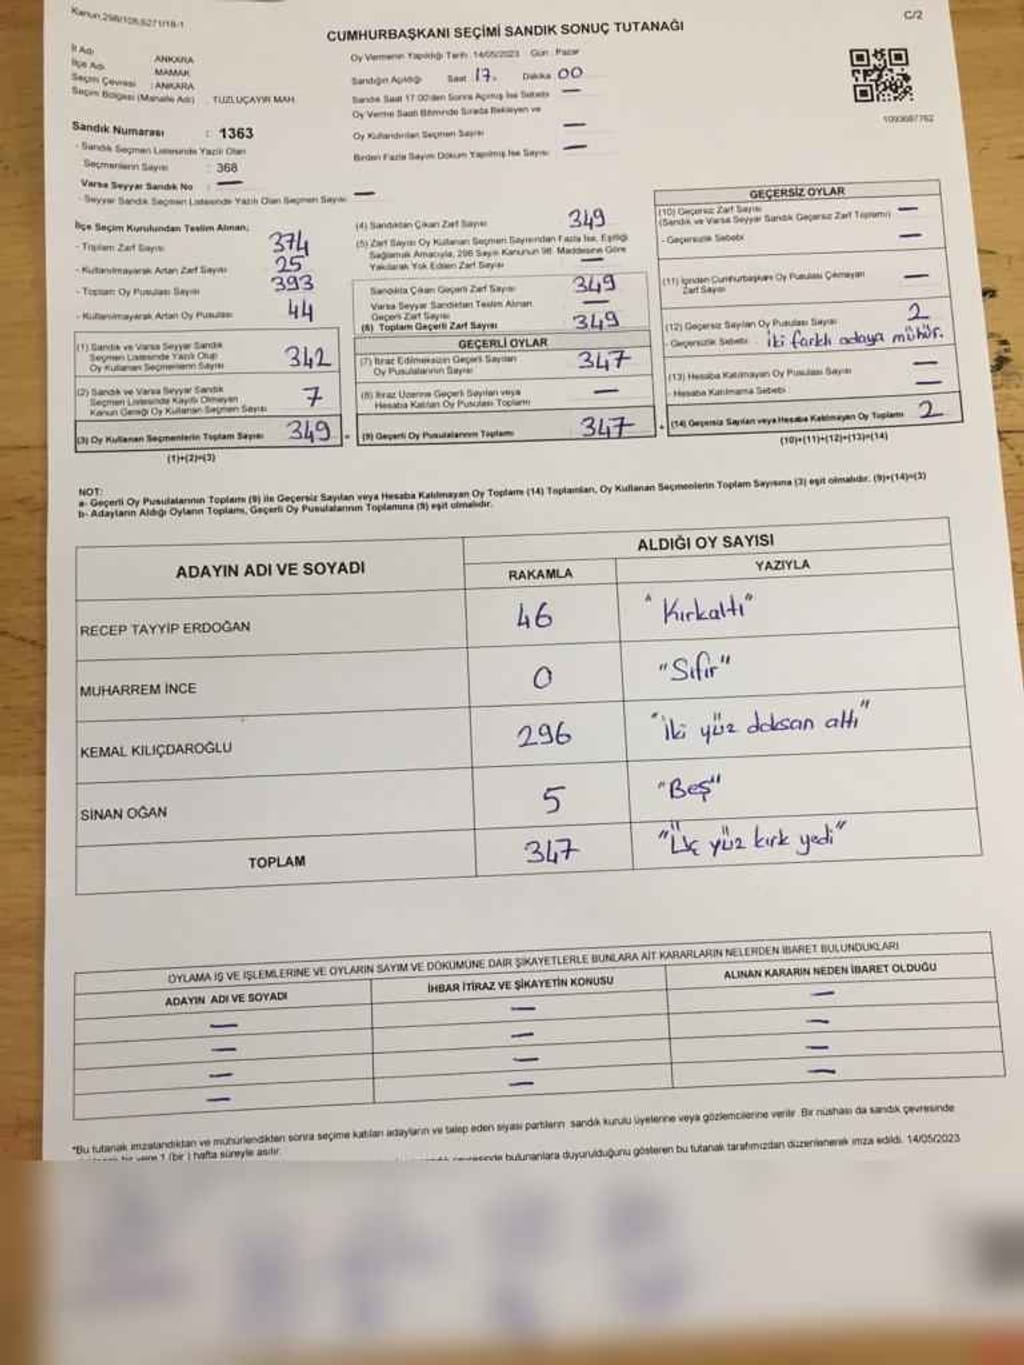 Kanun:298/105,6271/18-1
C/2
CUMHURBAŞKANI SEÇİMİ SANDIK SONUÇ TUTANAĞI
İl Adı : ANKARA
İlçe Adı : MAMAK
Seçim Çevresi : ANKARA
Seçim Bölgesi (Mahalle Adı) : TUZLUÇAYIR MAH.
Sandık Numarası : 1363
- Sandık Seçmen Listesinde Yazılı Olan
Seçmenlerin Sayısı : 368
Varsa Seyyar Sandık No : —
- Seyyar Sandık Seçmen Listesinde Yazılı Olan Seçmen Sayısı —
Oy Vermenin Yapıldığı Tarih :14/05/2023 Gün : Pazar
Sandığın Açıldığı Saat :17. Dakika 00
Sandık Saat 17:00'den Sonra Açılmış İse Sebebi —
Oy Verme Saati Bitiminde Sırada Bekleyen ve
Oy Kullandırılan Seçmen Sayısı —
Birden Fazla Sayım Döküm Yapılmış İse Sayısı —
1093687762
İlçe Seçim Kurulundan Teslim Alınan;
- Toplam Zarf Sayısı 374
- Kullanılmayarak Artan Zarf Sayısı 25
- Toplam Oy Pusulası Sayısı 393
- Kullanılmayarak Artan Oy Pusulası 44
(1) Sandık ve Varsa Seyyar Sandık
Seçmen Listesinde Yazılı Olup
Oy Kullanan Seçmenlerin Sayısı 342
(2) Sandık ve Varsa Seyyar Sandık
Seçmen Listesinde Kayıtlı Olmayan
Kanun Gereği Oy Kullanan Seçmen Sayısı 7
(3) Oy Kullanan Seçmenlerin Toplam Sayısı 349 =
(1)+(2)=(3)
(4) Sandıktan Çıkan Zarf Sayısı 349
(5) Zarf Sayısı Oy Kullanan Seçmen Sayısından Fazla İse, Eşitliği
Sağlamak Amacıyla, 298 Sayılı Kanunun 98. Maddesine Göre
Yakılarak Yok Edilen Zarf Sayısı —
Sandıkta Çıkan Geçerli Zarf Sayısı 349
Varsa Seyyar Sandıktan Teslim Alınan
Geçerli Zarf Sayısı —
(6) Toplam Geçerli Zarf Sayısı 349
GEÇERLİ OYLAR
(7) İtiraz Edilmeksizin Geçerli Sayılan
Oy Pusulalarının Sayısı 347
(8) İtiraz Üzerine Geçerli Sayılan veya
Hesaba Katılan Oy Pusulası Toplamı —
(9) Geçerli Oy Pusulalarının Toplamı 347 +
GEÇERSİZ OYLAR
(10) Geçersiz Zarf Sayısı
(Sandık ve Varsa Seyyar Sandık Geçersiz Zarf Toplamı) —
- Geçersizlik Sebebi —
(11) İçinden Cumhurbaşkanı Oy Pusulası Çıkmayan
Zarf Sayısı —
(12) Geçersiz Sayılan Oy Pusulası Sayısı 2
- Geçersizlik Sebebi : İki farklı adaya mühür.
(13) Hesaba Katılmayan Oy Pusulası Sayısı —
- Hesaba Katılmama Sebebi —
(14) Geçersiz Sayılan veya Hesaba Katılmayan Oy Toplamı 2
(10)+(11)+(12)+(13)=(14)
NOT:
a- Geçerli Oy Pusulalarının Toplamı (9) ile Geçersiz Sayılan veya Hesaba Katılmayan Oy Toplamı (14) Toplamları, Oy Kullanan Seçmenlerin Toplam Sayısına (3) eşit olmalıdır. (9)+(14)=(3)
b- Adayların Aldığı Oyların Toplamı, Geçerli Oy Pusulalarının Toplamına (9) eşit olmalıdır.
ADAYIN ADI VE SOYADI
ALDIĞI OY SAYISI
RAKAMLA YAZIYLA
RECEP TAYYİP ERDOĞAN 46 "Kırkaltı"
MUHARREM İNCE 0 "Sıfır"
KEMAL KILIÇDAROĞLU 296 "İki yüz doksan altı"
SİNAN OĞAN 5 "Beş"
TOPLAM 347 "Üç yüz kırk yedi"
OYLAMA İŞ VE İŞLEMLERİNE VE OYLARIN SAYIM VE DÖKÜMÜNE DAİR ŞİKAYETLERLE BUNLARA AİT KARARLARIN NELERDEN İBARET BULUNDUKLARI
ADAYIN ADI VE SOYADI İHBAR İTİRAZ VE ŞİKAYETİN KONUSU ALINAN KARARIN NEDEN İBARET OLDUĞU
— — —
— — —
— — —
— — —
*Bu tutanak imzalandıktan ve mühürlendikten sonra seçime katılan adayların ve talep eden siyasi partilerin sandık kurulu üyelerine veya gözlemcilerine verilir. Bir nüshası da sandık çevresinde
bir yere 1 (bir ) hafta süreyle asılır.
bulunanlara duyurulduğunu gösteren bu tutanak tarafımızdan düzenlenerek imza edildi. 14/05/2023